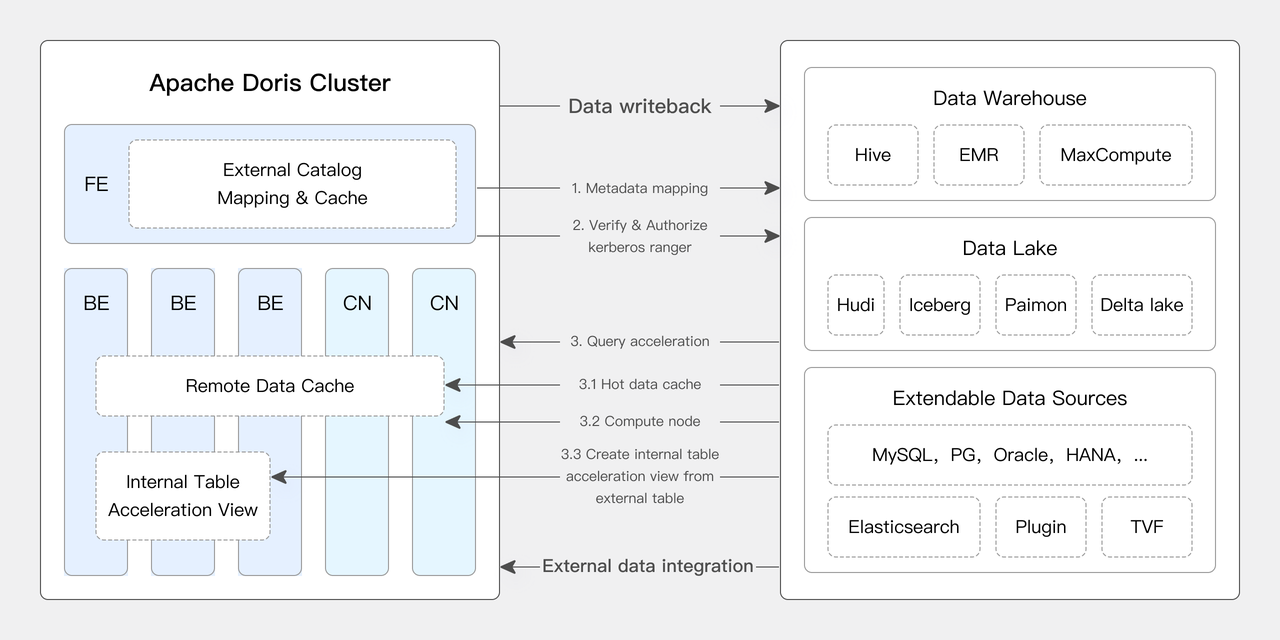 Apache Doris Cluster
FE
External Catalog
Mapping & Cache
BE
BE
BE
CN
CN
Remote Data Cache
Internal Table
Acceleration View
Data writeback
1. Metadata mapping
2. Verify & Authorize
kerberos ranger
3. Query acceleration
3.1 Hot data cache
3.2 Compute node
3.3 Create internal table
acceleration view from
external table
External data integration
Data Warehouse
Hive
EMR
MaxCompute
Data Lake
Hudi
Iceberg
Paimon
Delta lake
Extendable Data Sources
MySQL，PG，Oracle，HANA，...
Elasticsearch
Plugin
TVF